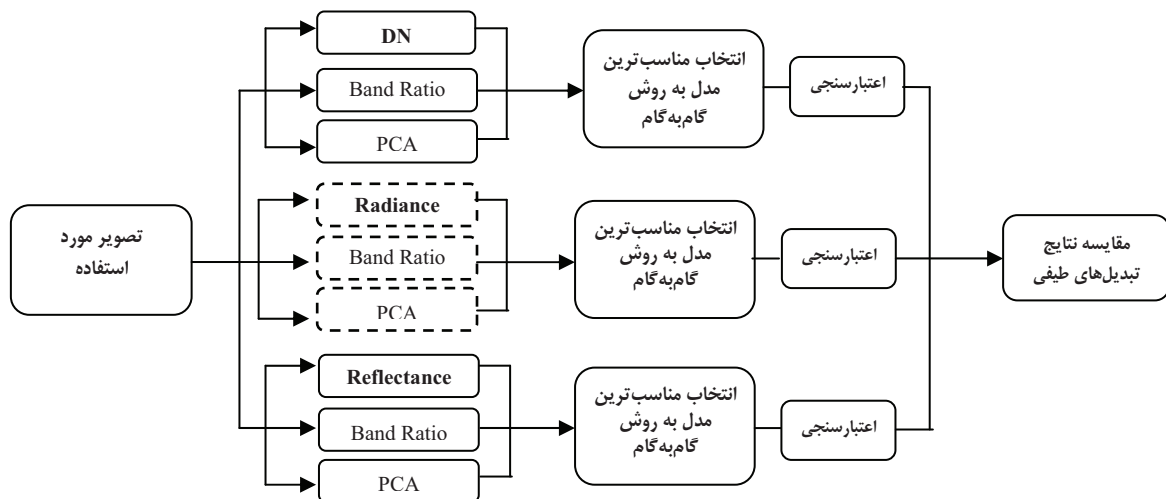 DN
Band Ratio
PCA
انتخاب مناسب‌ترین
مدل به روش
گام‌به‌گام
اعتبارسنجی
تصویر مورد
استفاده
Radiance
Band Ratio
PCA
انتخاب مناسب‌ترین
مدل به روش
گام‌به‌گام
اعتبارسنجی
مقایسه نتایج
تبدیل‌های طیفی
Reflectance
Band Ratio
PCA
انتخاب مناسب‌ترین
مدل به روش
گام‌به‌گام
اعتبارسنجی